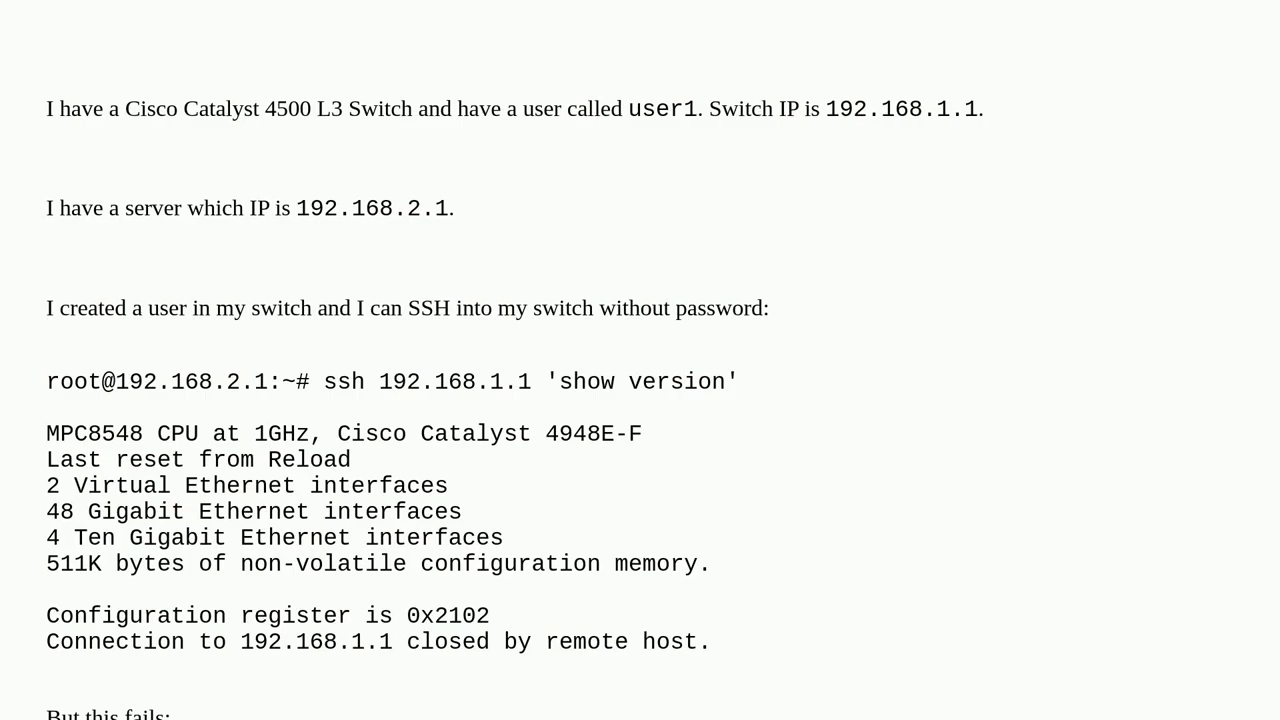 I have a Cisco Catalyst 4500 L3 Switch and have a user called user1. Switch IP is 192.168.1.1.
I have a server which IP is 192.168.2.1.
I created a user in my switch and I can SSH into my switch without password:
root@192.168.2.1:~# ssh 192.168.1.1 'show version'
MPC8548 CPU at 1GHz, Cisco Catalyst 4948E-F
Last reset from Reload
2 Virtual Ethernet interfaces
48 Gigabit Ethernet interfaces
4 Ten Gigabit Ethernet interfaces
511K bytes of non-volatile configuration memory.
Configuration register is 0x2102
Connection to 192.168.1.1 closed by remote host.
But this fails: